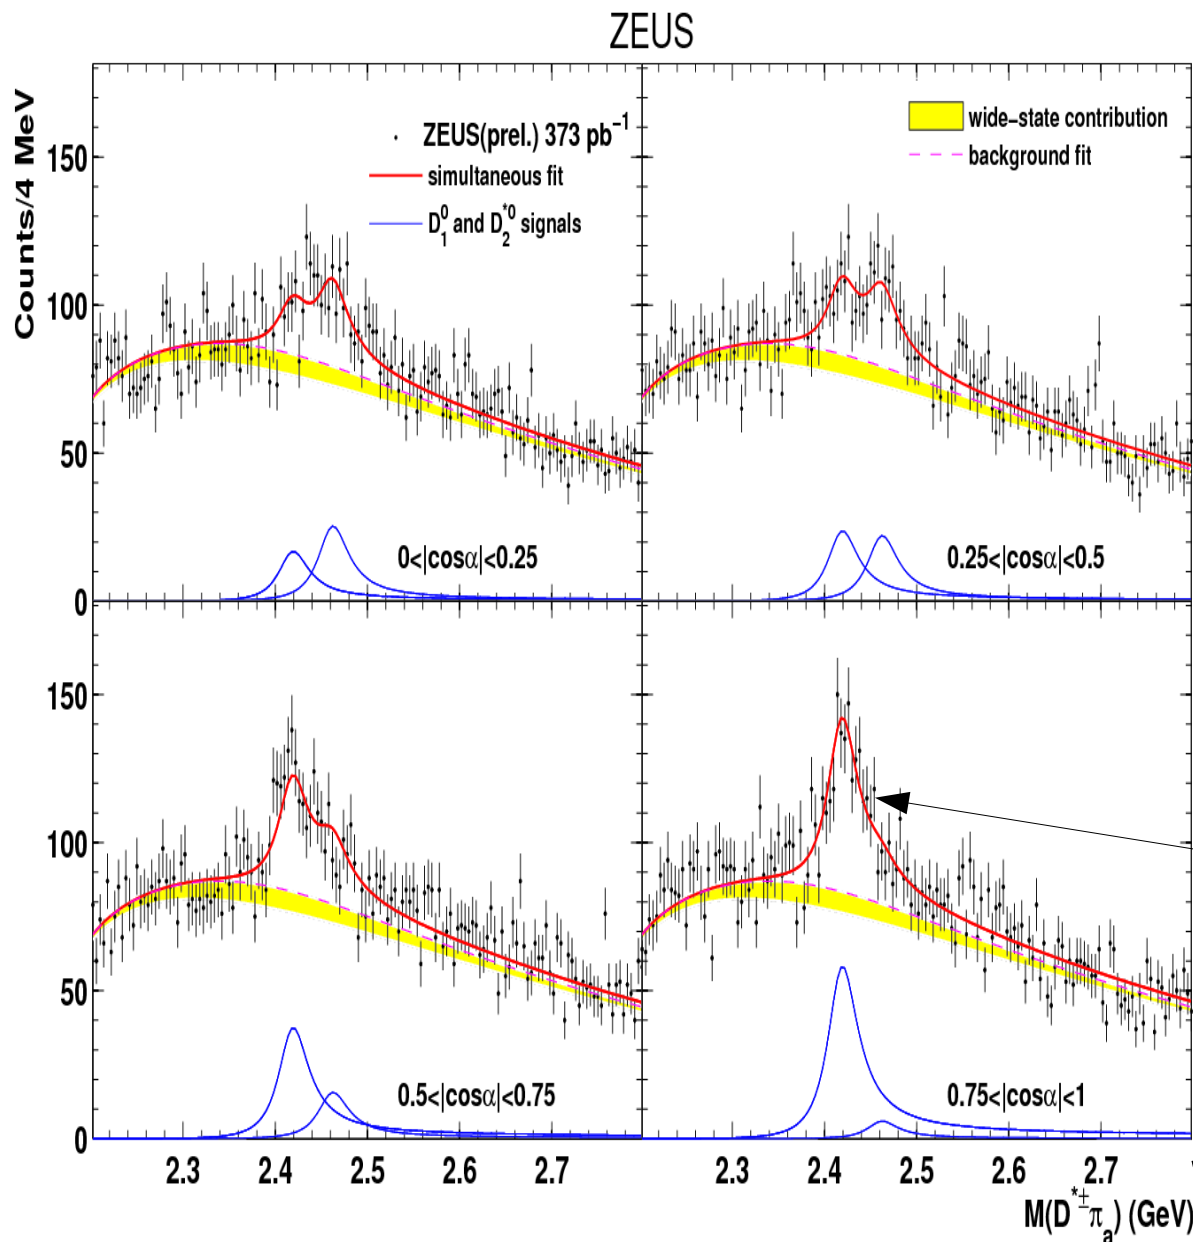 ZEUS
Counts/4 MeV
150
100
50
0
ZEUS(prel.) 373 pb⁻¹
simultaneous fit
D₁⁰ and D₂*⁰ signals
0<|cosα|<0.25
wide−state contribution
background fit
0.25<|cosα|<0.5
150
100
50
0
0.5<|cosα|<0.75
0.75<|cosα|<1
2.3 2.4 2.5 2.6 2.7
2.3 2.4 2.5 2.6 2.7
M(D*±πₐ) (GeV)